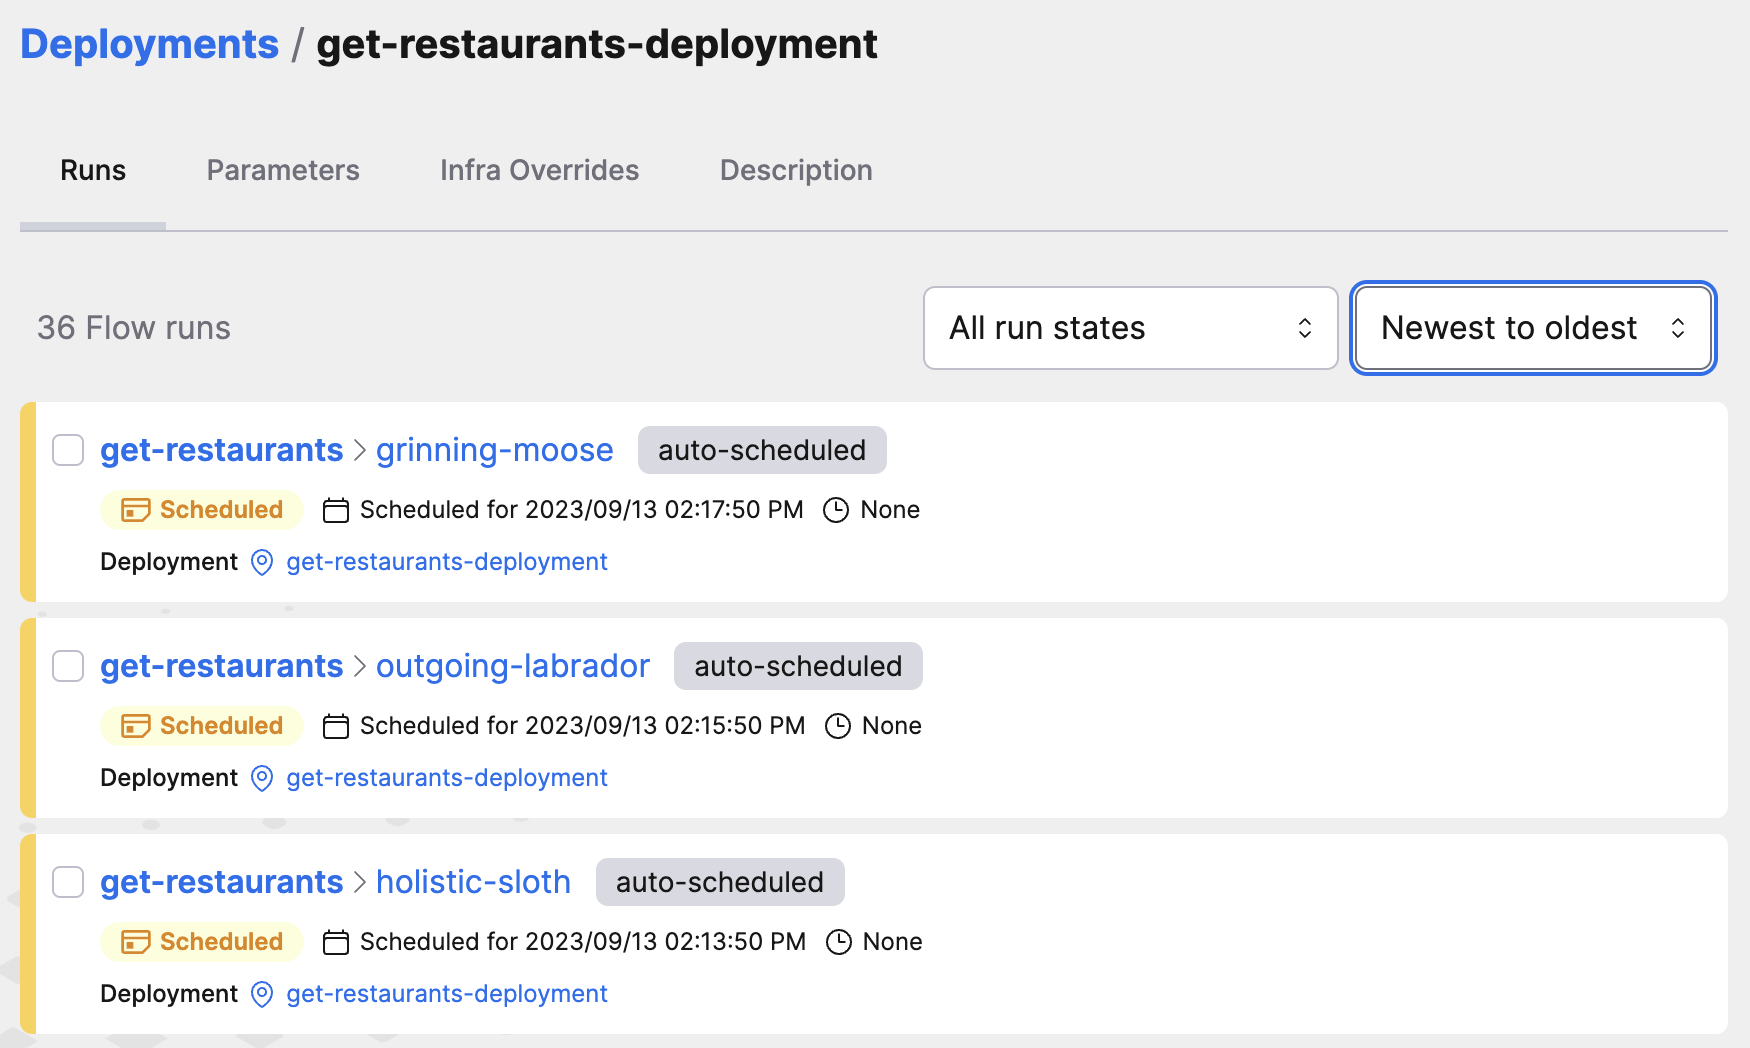 Deployments / get-restaurants-deployment
Runs Parameters Infra Overrides Description
36 Flow runs All run states Newest to oldest
get-restaurants > grinning-moose auto-scheduled
Scheduled Scheduled for 2023/09/13 02:17:50 PM None
Deployment get-restaurants-deployment
get-restaurants > outgoing-labrador auto-scheduled
Scheduled Scheduled for 2023/09/13 02:15:50 PM None
Deployment get-restaurants-deployment
get-restaurants > holistic-sloth auto-scheduled
Scheduled Scheduled for 2023/09/13 02:13:50 PM None
Deployment get-restaurants-deployment